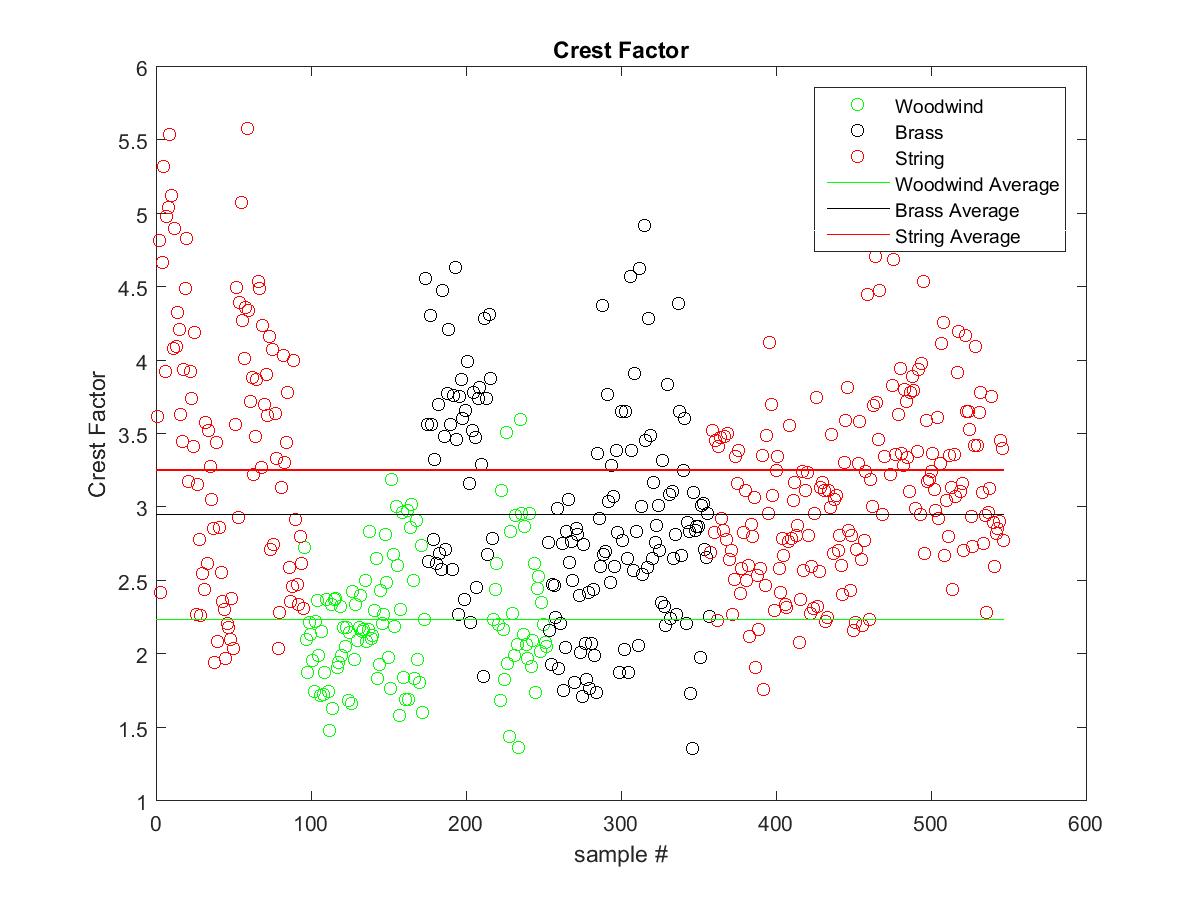 Crest Factor
6
5.5
5
4.5
4
3.5
3
2.5
2
1.5
1
Crest Factor
Woodwind
Brass
String
Woodwind Average
Brass Average
String Average
0 100 200 300 400 500 600
sample #